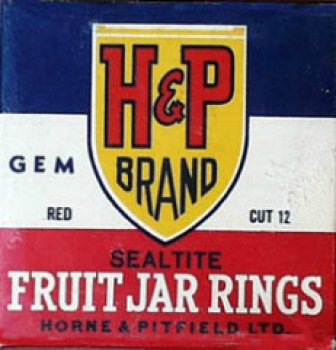 H&P
BRAND
GEM
RED
CUT 12
SEALTITE
FRUIT JAR RINGS
HORNE & PITFIELD LTD.